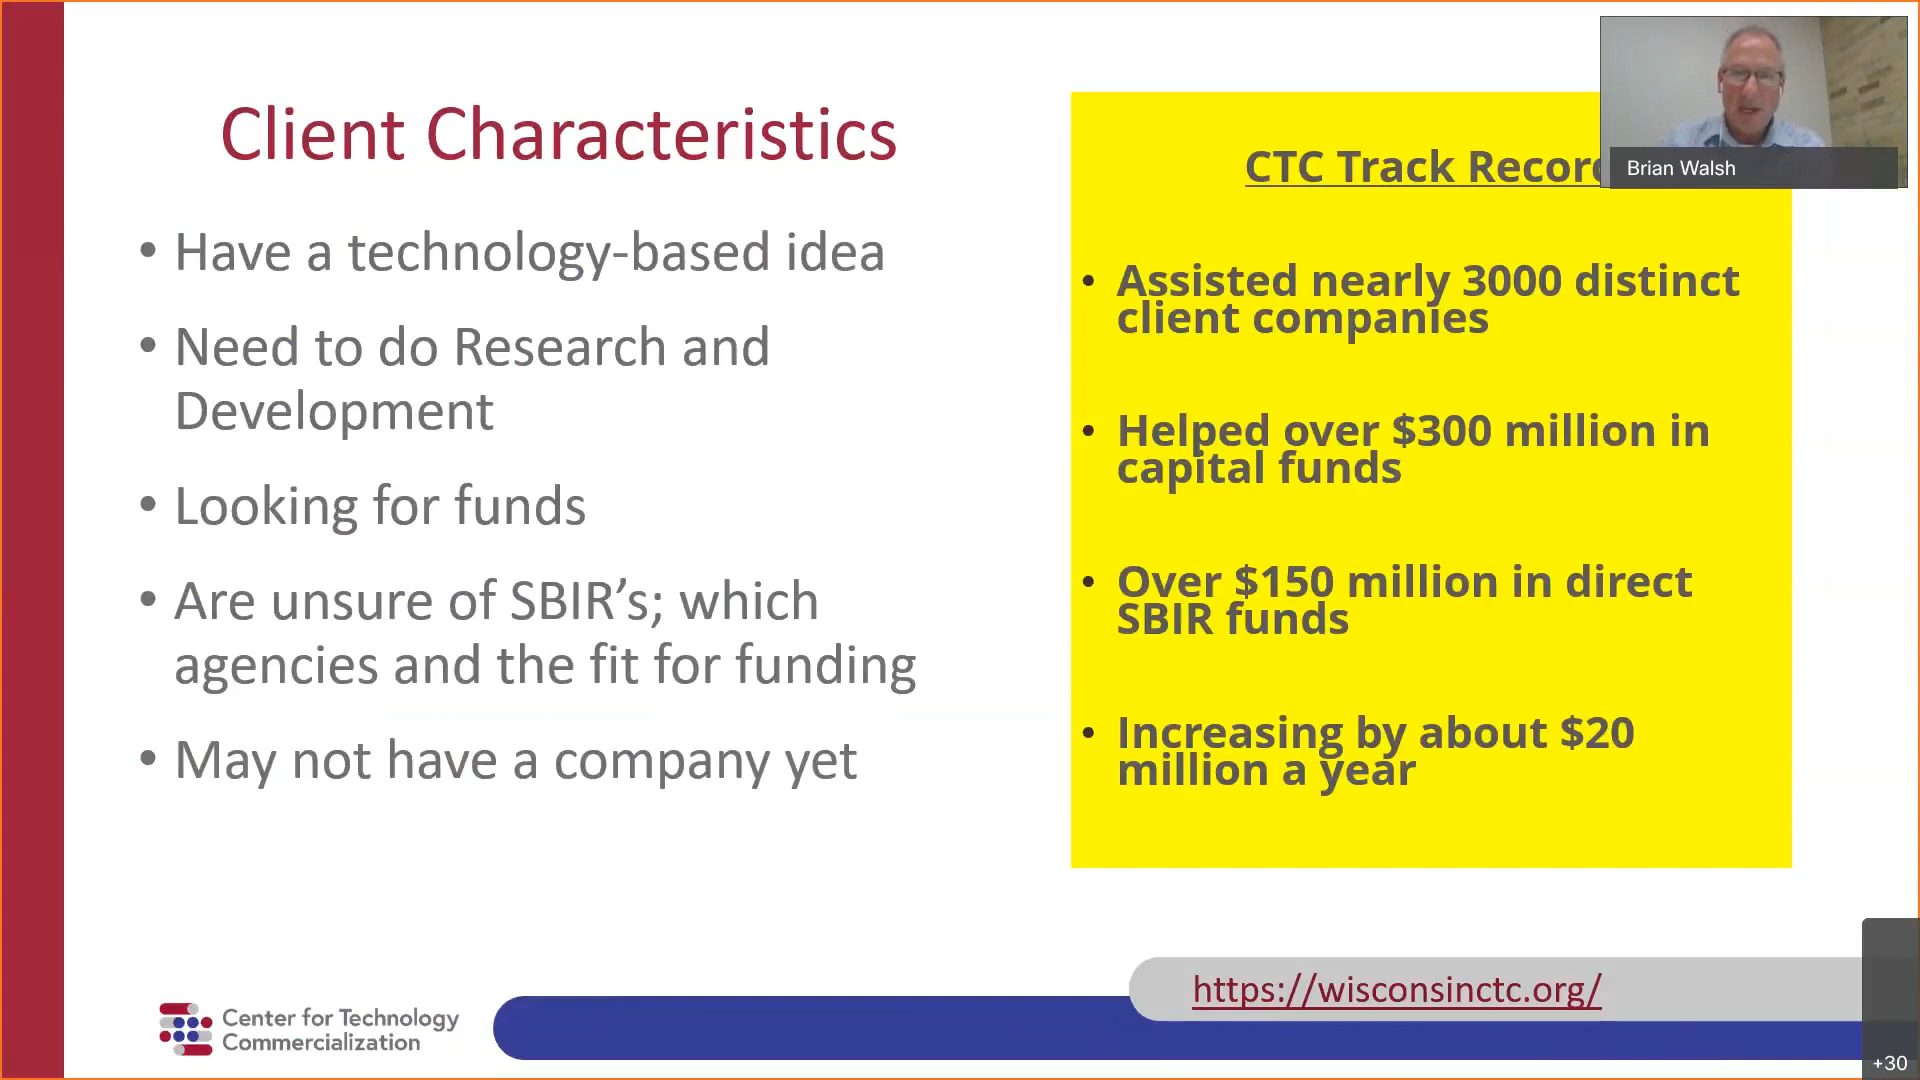 Client Characteristics
• Have a technology-based idea
• Need to do Research and
Development
• Looking for funds
• Are unsure of SBIR’s; which
agencies and the fit for funding
• May not have a company yet
CTC Track Recor
• Assisted nearly 3000 distinct
client companies
• Helped over $300 million in
capital funds
• Over $150 million in direct
SBIR funds
• Increasing by about $20
million a year
Brian Walsh
https://wisconsinctc.org/
Center for Technology
Commercialization
+30